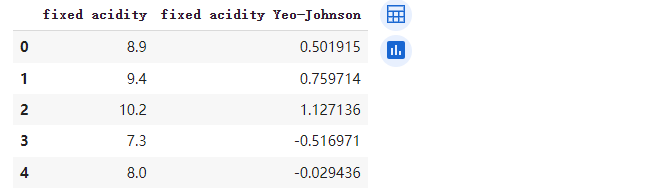 fixed acidity fixed acidity Yeo-Johnson
0 8.9 0.501915
1 9.4 0.759714
2 10.2 1.127136
3 7.3 -0.516971
4 8.0 -0.029436